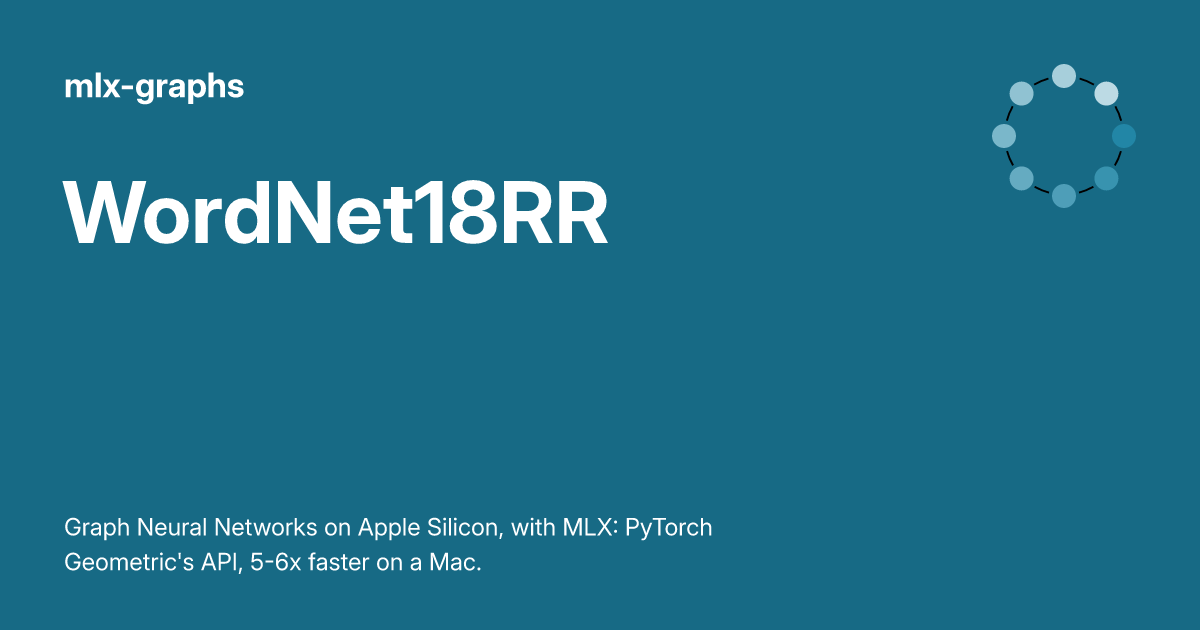 mlx-graphs
WordNet18RR
Graph Neural Networks on Apple Silicon, with MLX: PyTorch
Geometric's API, 5-6x faster on a Mac.